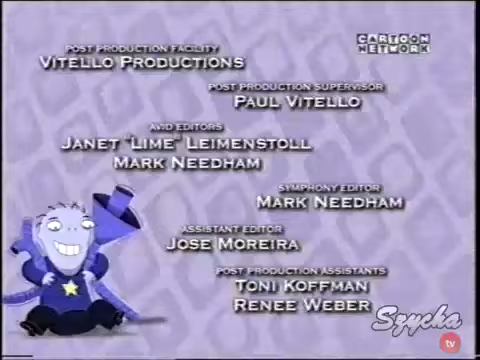 POST PRODUCTION FACILITY
VITELLO PRODUCTIONS
CARTOON
NETWORK
POST PRODUCTION SUPERVISOR
PAUL VITELLO
AVID EDITORS
JANET "LIME" LEIMENSTOLL
MARK NEEDHAM
SYMPHONY EDITOR
MARK NEEDHAM
ASSISTANT EDITOR
JOSE MOREIRA
POST PRODUCTION ASSISTANTS
TONI KOFFMAN
RENEE WEBER
Szycha
tv